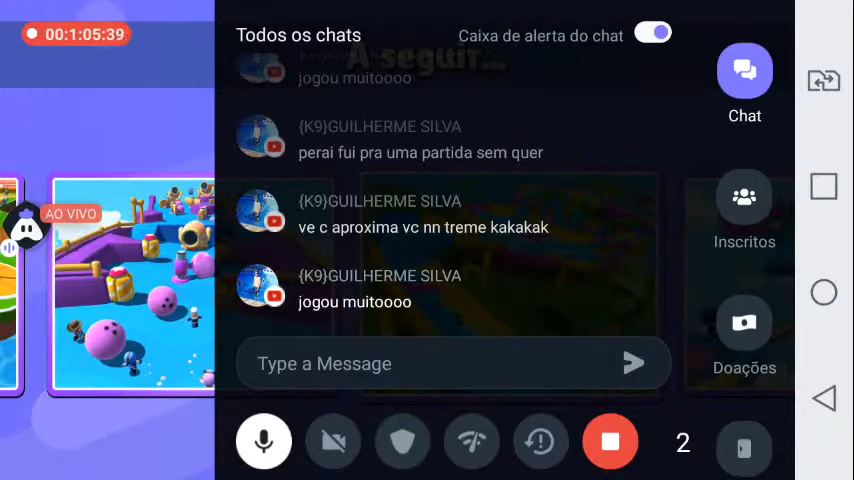 00:1:05:39
Todos os chats
Caixa de alerta do chat
A seguir...
jogou muitoooo
Chat
{K9}GUILHERME SILVA
perai fui pra uma partida sem quer
{K9}GUILHERME SILVA
ve c aproxima vc nn treme kakakak
AO VIVO
Inscritos
{K9}GUILHERME SILVA
jogou muitoooo
Type a Message
Doações
2